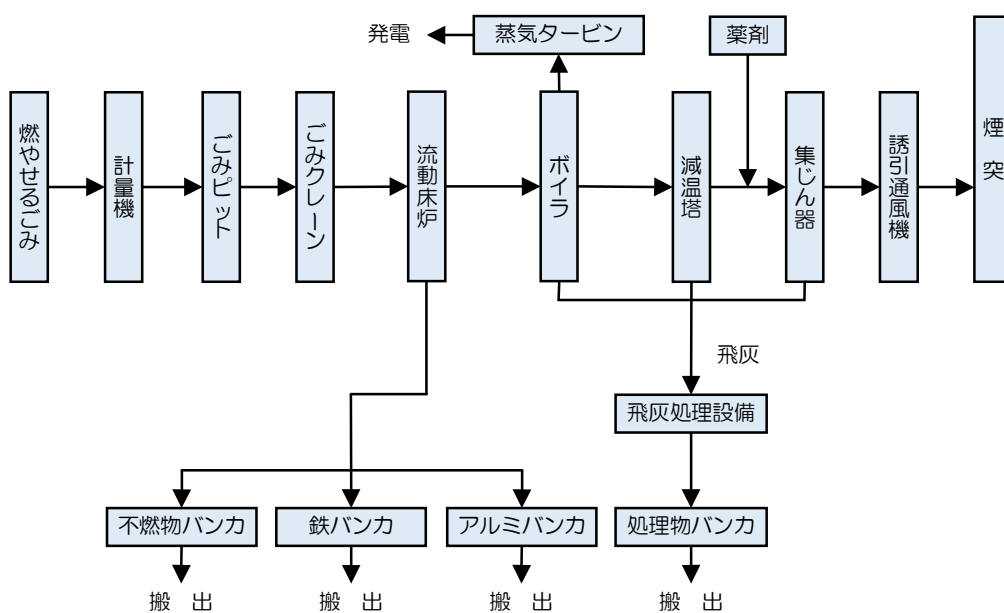 発電
蒸気タービン
薬剤
燃やせるごみ
計量機
ごみピット
ごみクレーン
流動床炉
ボイラ
減温塔
集じん器
誘引通風機
煙突
飛灰
飛灰処理設備
不燃物バンカ
鉄バンカ
アルミバンカ
処理物バンカ
搬 出
搬 出
搬 出
搬 出